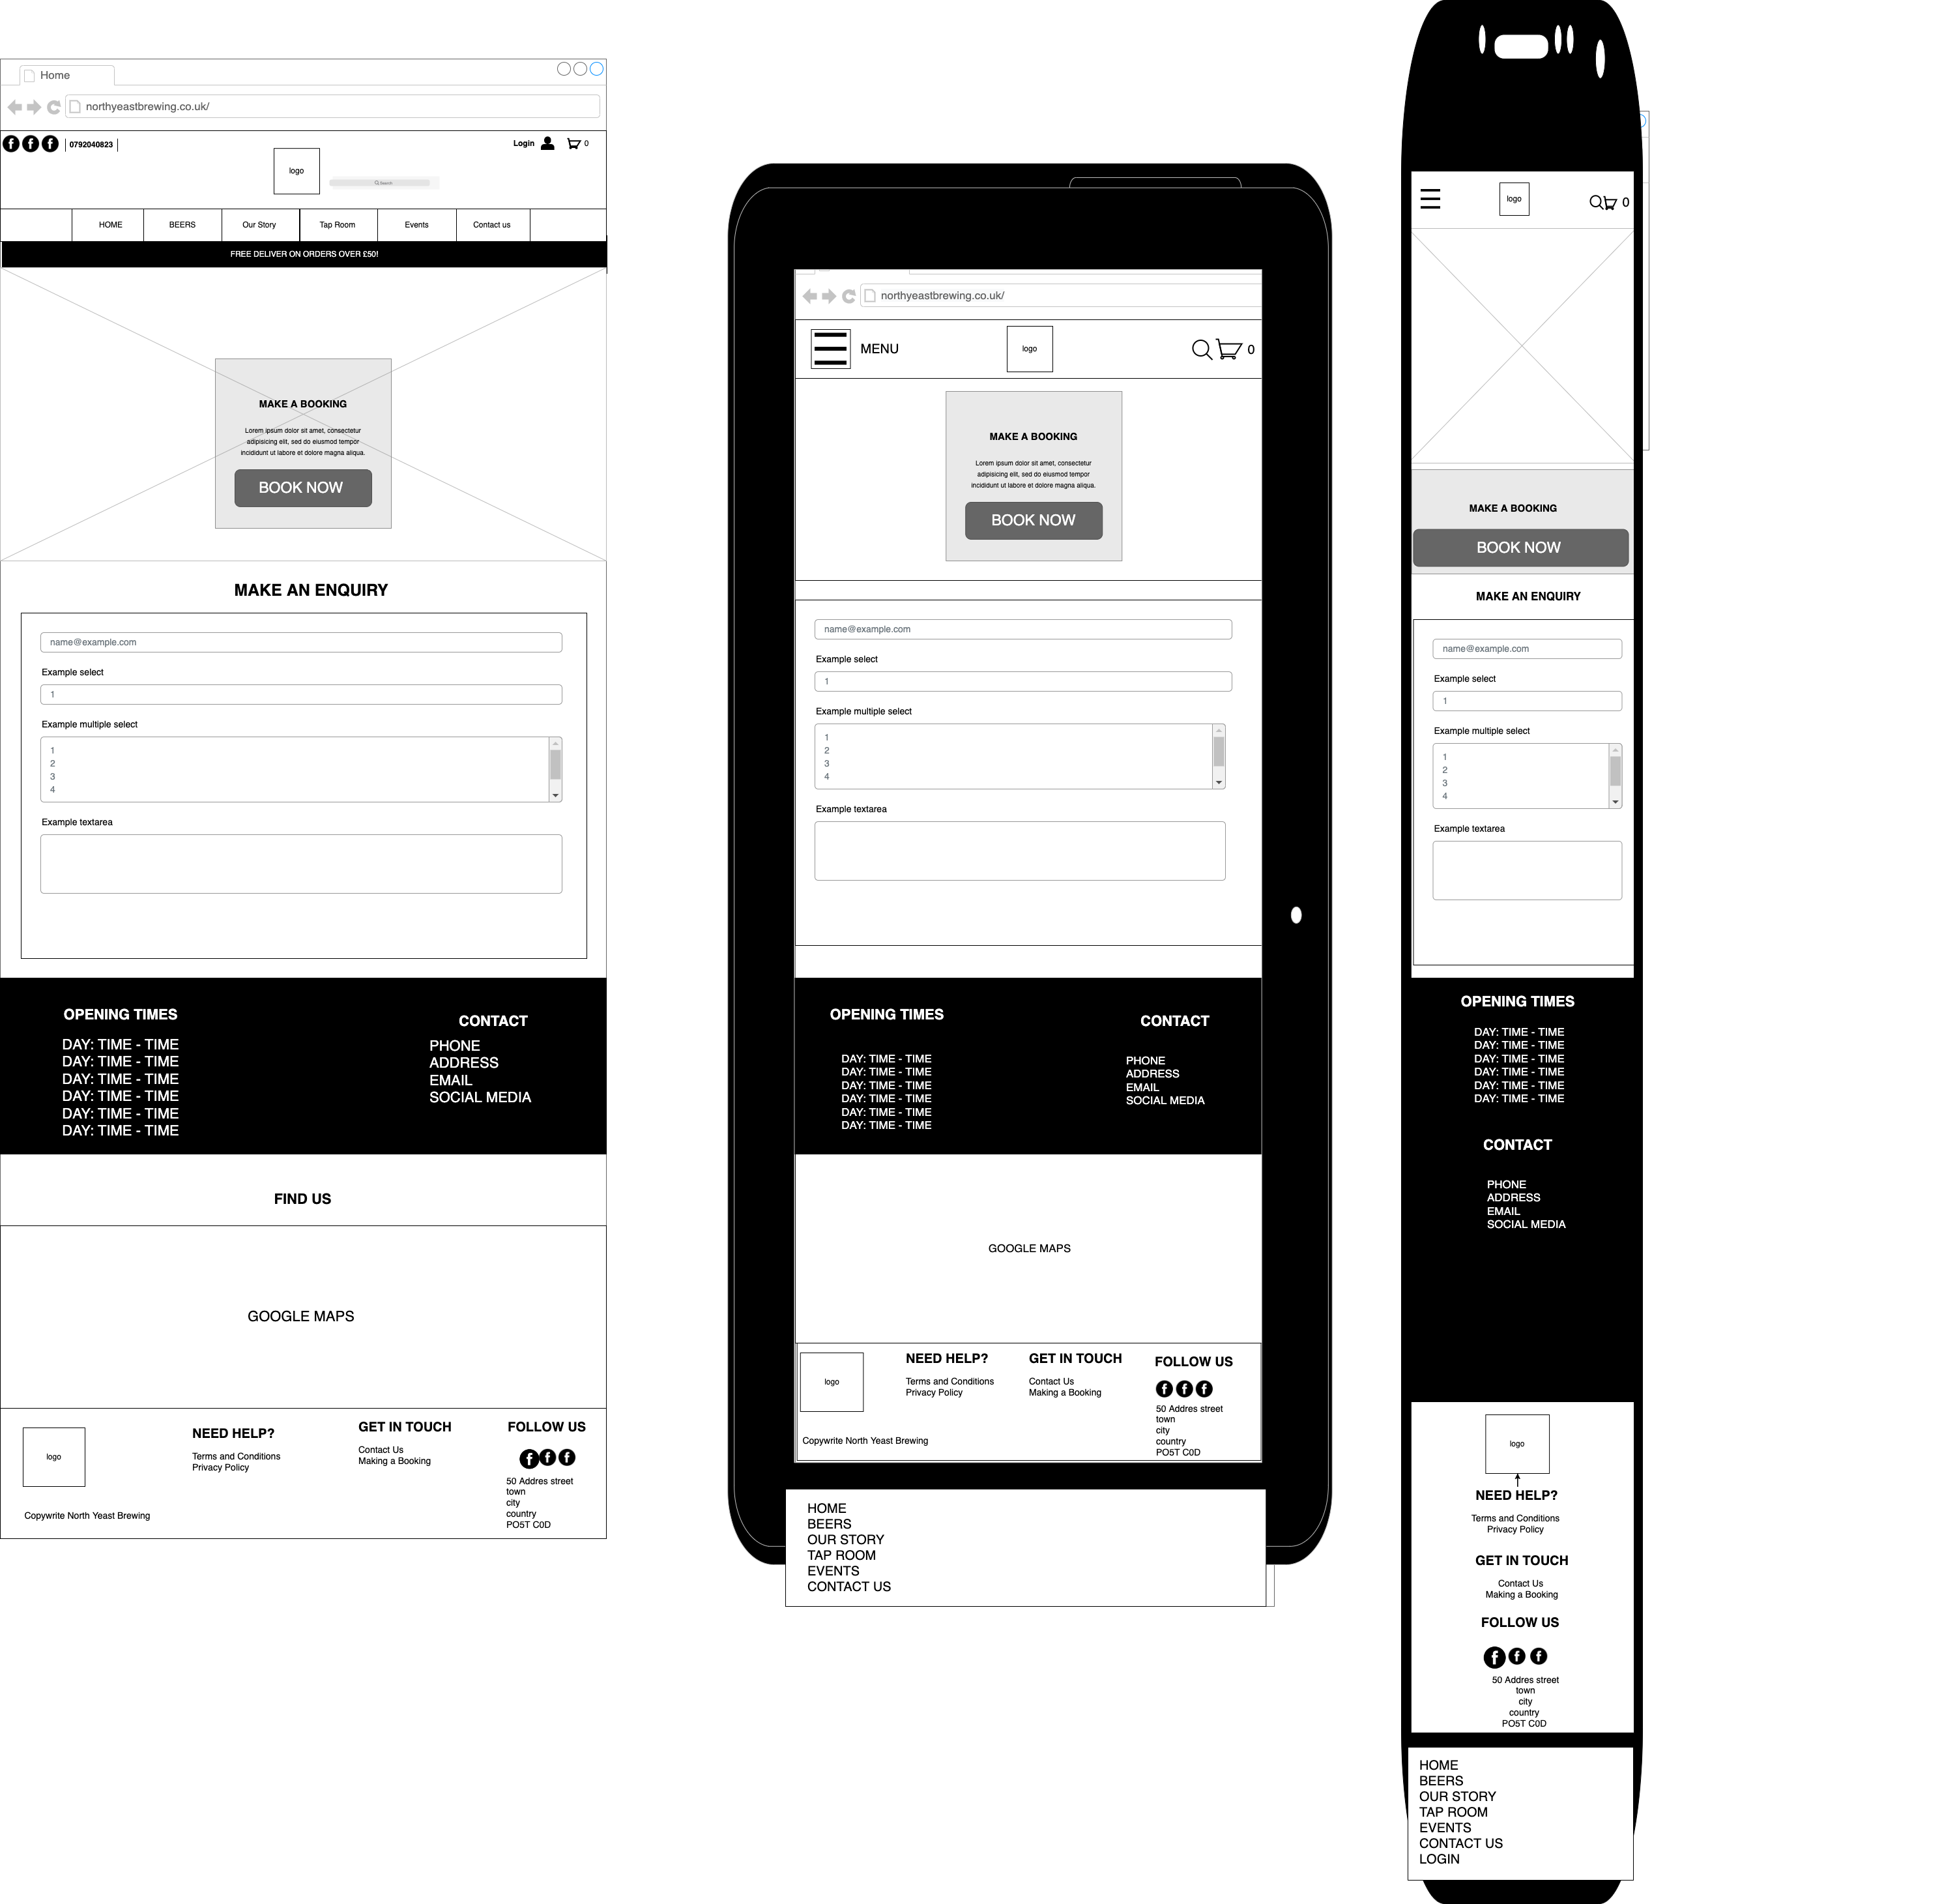 Home
northyeastbrewing.co.uk/
0792040823
Login
0
logo
Search
HOME
BEERS
Our Story
Tap Room
Events
Contact us
FREE DELIVER ON ORDERS OVER £50!
MAKE A BOOKING
Lorem ipsum dolor sit amet, consectetur
adipisicing elit, sed do eiusmod tempor
incididunt ut labore et dolore magna aliqua.
BOOK NOW
MAKE AN ENQUIRY
name@example.com
Example select
1
Example multiple select
1
2
3
4
Example textarea
OPENING TIMES
DAY: TIME - TIME
DAY: TIME - TIME
DAY: TIME - TIME
DAY: TIME - TIME
DAY: TIME - TIME
DAY: TIME - TIME
CONTACT
PHONE
ADDRESS
EMAIL
SOCIAL MEDIA
FIND US
GOOGLE MAPS
logo
Copywrite North Yeast Brewing
NEED HELP?
Terms and Conditions
Privacy Policy
GET IN TOUCH
Contact Us
Making a Booking
FOLLOW US
50 Addres street
town
city
country
PO5T C0D
northyeastbrewing.co.uk/
MENU
logo
0
MAKE A BOOKING
Lorem ipsum dolor sit amet, consectetur
adipisicing elit, sed do eiusmod tempor
incididunt ut labore et dolore magna aliqua.
BOOK NOW
name@example.com
Example select
1
Example multiple select
1
2
3
4
Example textarea
OPENING TIMES
DAY: TIME - TIME
DAY: TIME - TIME
DAY: TIME - TIME
DAY: TIME - TIME
DAY: TIME - TIME
DAY: TIME - TIME
CONTACT
PHONE
ADDRESS
EMAIL
SOCIAL MEDIA
GOOGLE MAPS
logo
Copywrite North Yeast Brewing
NEED HELP?
Terms and Conditions
Privacy Policy
GET IN TOUCH
Contact Us
Making a Booking
FOLLOW US
50 Addres street
town
city
country
PO5T C0D
HOME
BEERS
OUR STORY
TAP ROOM
EVENTS
CONTACT US
logo
0
MAKE A BOOKING
BOOK NOW
MAKE AN ENQUIRY
name@example.com
Example select
1
Example multiple select
1
2
3
4
Example textarea
OPENING TIMES
DAY: TIME - TIME
DAY: TIME - TIME
DAY: TIME - TIME
DAY: TIME - TIME
DAY: TIME - TIME
DAY: TIME - TIME
CONTACT
PHONE
ADDRESS
EMAIL
SOCIAL MEDIA
logo
NEED HELP?
Terms and Conditions
Privacy Policy
GET IN TOUCH
Contact Us
Making a Booking
FOLLOW US
50 Addres street
town
city
country
PO5T C0D
HOME
BEERS
OUR STORY
TAP ROOM
EVENTS
CONTACT US
LOGIN